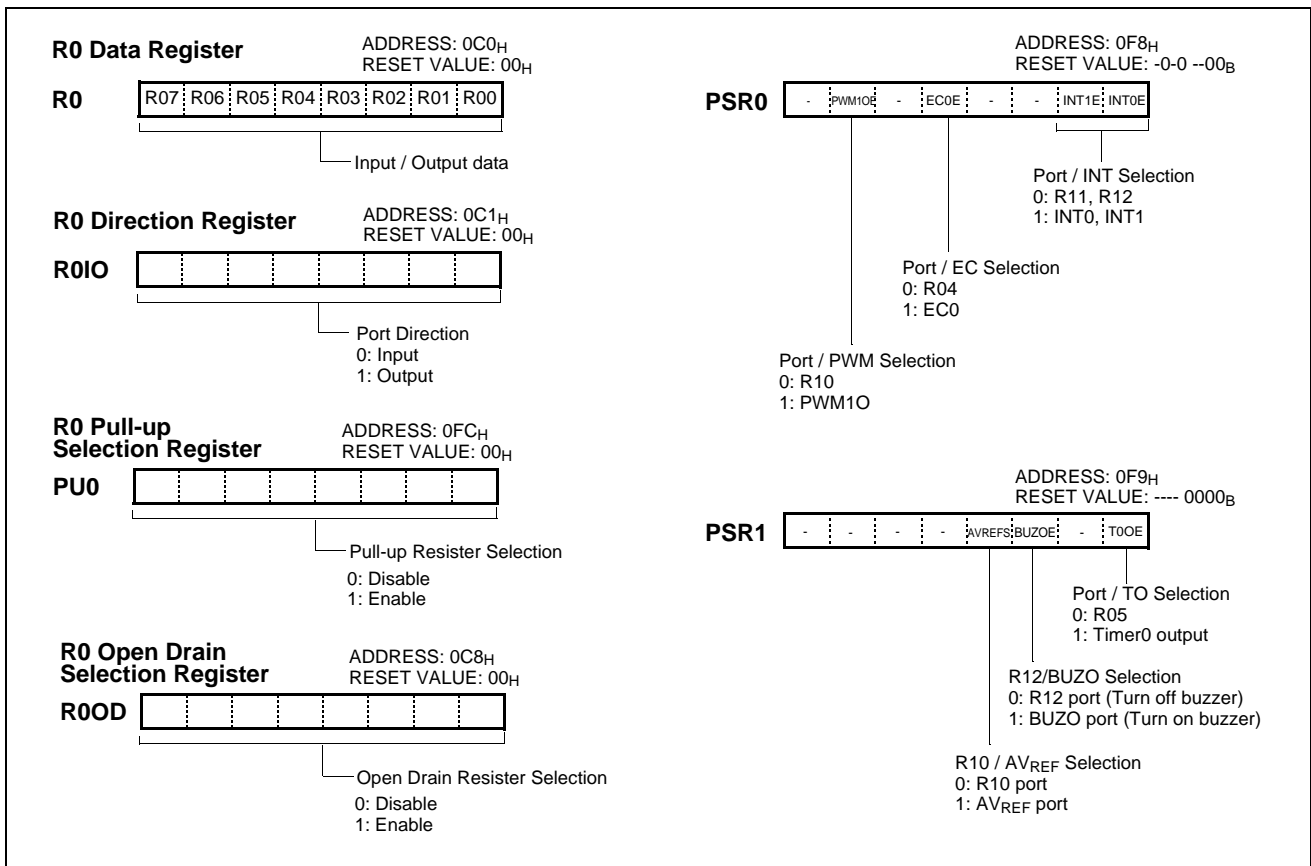 R0 Data Register
ADDRESS: 0C0H
RESET VALUE: 00H
R0
R07 R06 R05 R04 R03 R02 R01 R00
Input / Output data
R0 Direction Register
ADDRESS: 0C1H
RESET VALUE: 00H
R0IO
Port Direction
0: Input
1: Output
R0 Pull-up
Selection Register
ADDRESS: 0FCH
RESET VALUE: 00H
PU0
Pull-up Resister Selection
0: Disable
1: Enable
R0 Open Drain
Selection Register
ADDRESS: 0C8H
RESET VALUE: 00H
R0OD
Open Drain Resister Selection
0: Disable
1: Enable
ADDRESS: 0F8H
RESET VALUE: -0-0 --00B
PSR0
- PWM1OE - EC0E - - INT1E INT0E
Port / INT Selection
0: R11, R12
1: INT0, INT1
Port / EC Selection
0: R04
1: EC0
Port / PWM Selection
0: R10
1: PWM1O
ADDRESS: 0F9H
RESET VALUE: ---- 0000B
PSR1
- - - - AVREFS BUZOE - T0OE
Port / TO Selection
0: R05
1: Timer0 output
R12/BUZO Selection
0: R12 port (Turn off buzzer)
1: BUZO port (Turn on buzzer)
R10 / AVREF Selection
0: R10 port
1: AVREF port